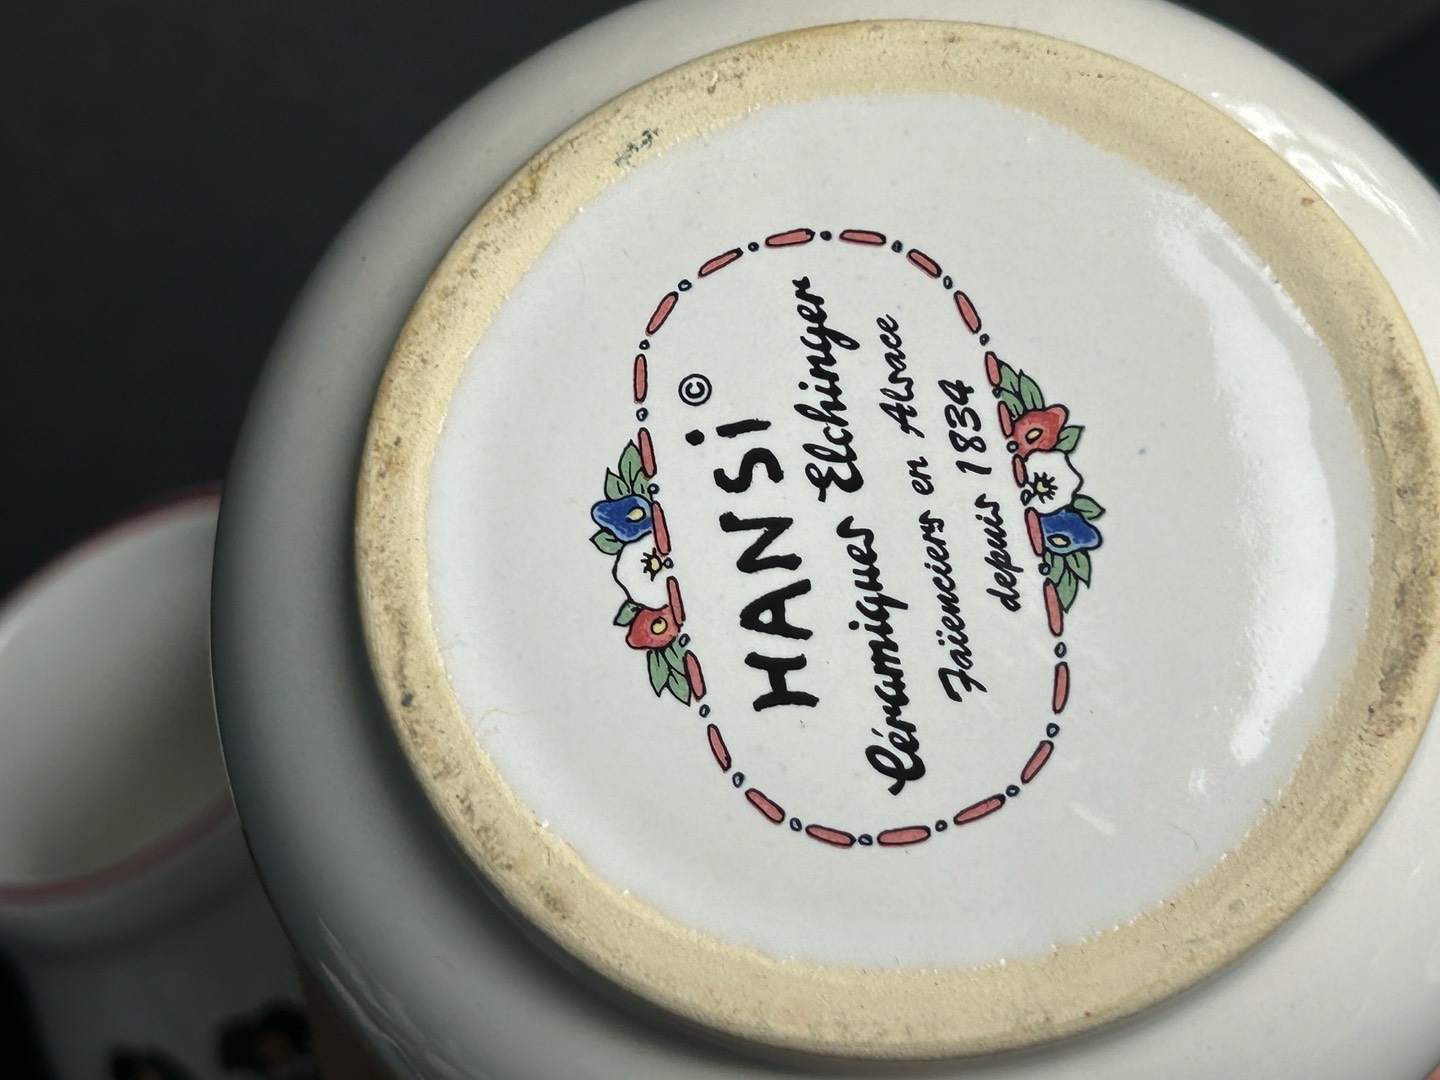 HANSi ©
Céramiques Elchinger
Faïenciers en Alsace
depuis 1834